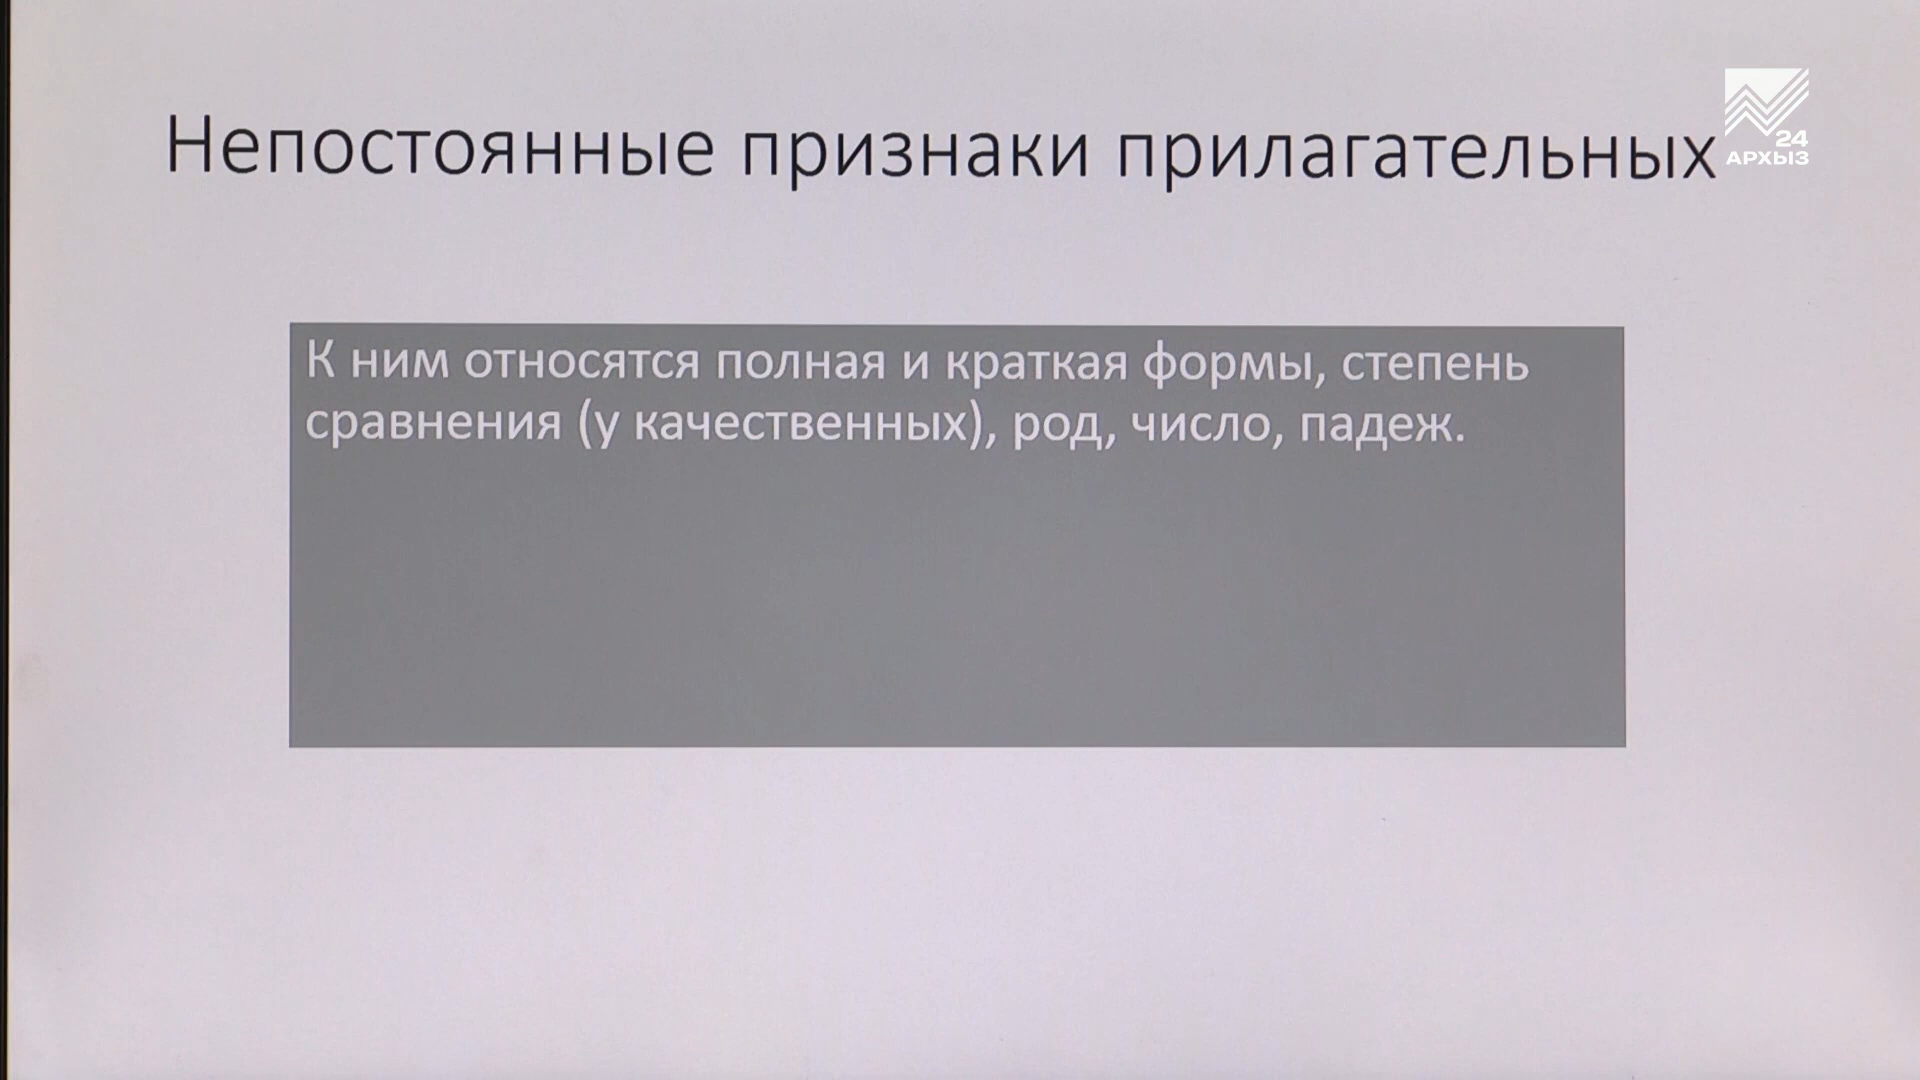 Непостоянные признаки прилагательных
24
АРХЫЗ
К ним относятся полная и краткая формы, степень
сравнения (у качественных), род, число, падеж.